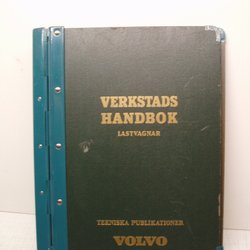 VERKSTADS
HANDBOK
LASTVAGNAR
TEKNISKA PUBLIKATIONER
VOLVO